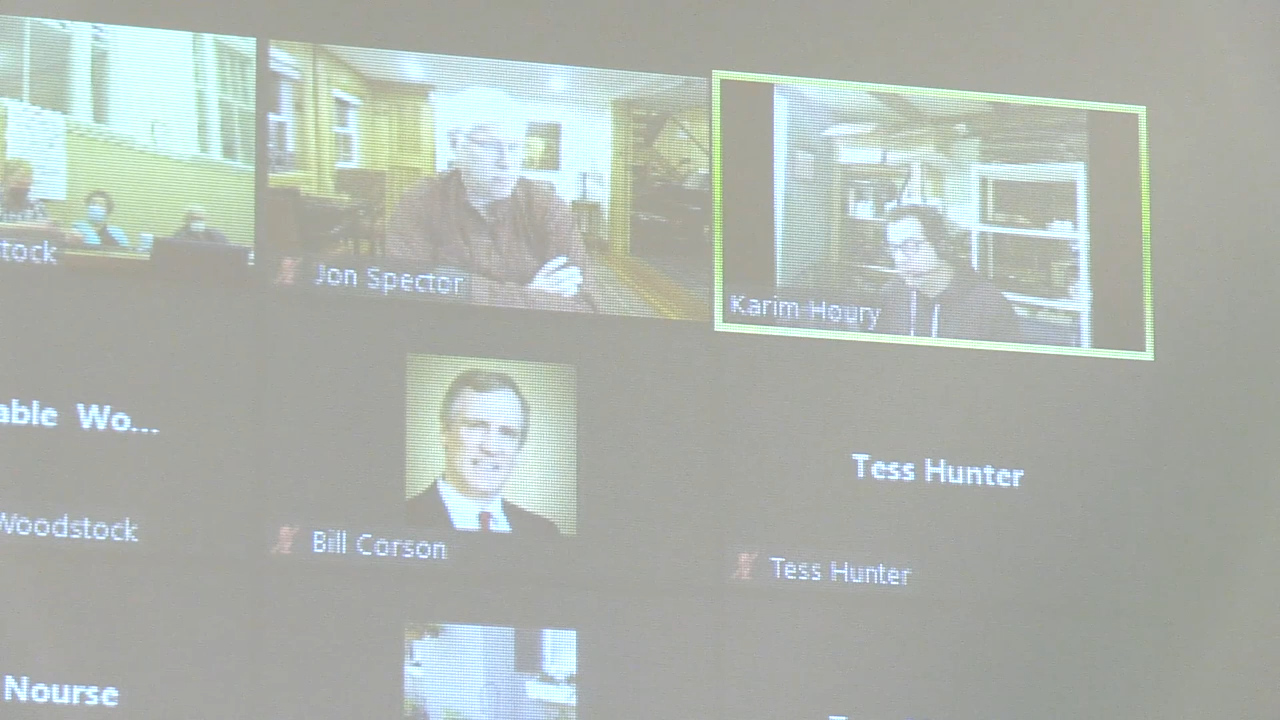 tock
Jon Spector
Karim Houry
able Wo...
Tess Hunter
Woodstock
Bill Corson
Tess Hunter
Nourse